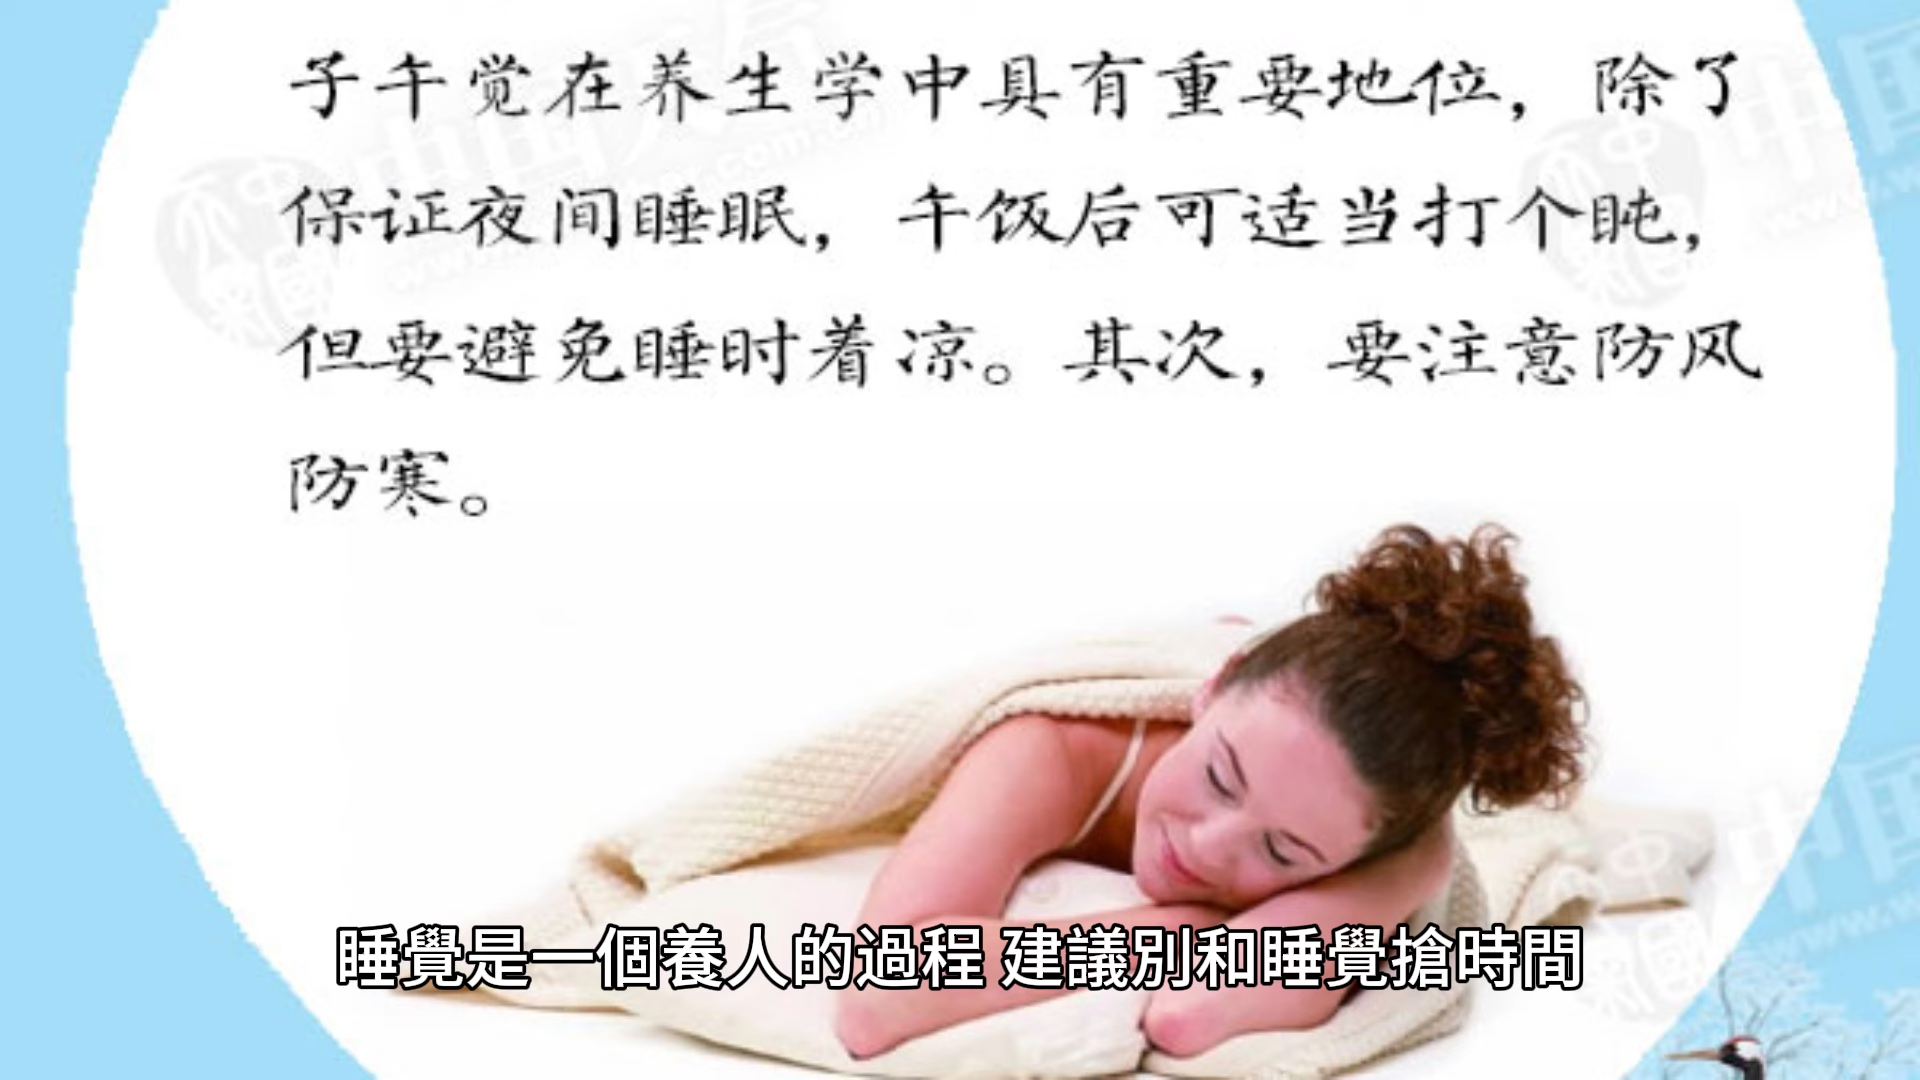 子午觉在养生学中具有重要地位，除了
保证夜间睡眠，午饭后可适当打个盹，
但要避免睡时着凉。其次，要注意防风
防寒。
睡覺是一個養人的過程 建議別和睡覺搶時間